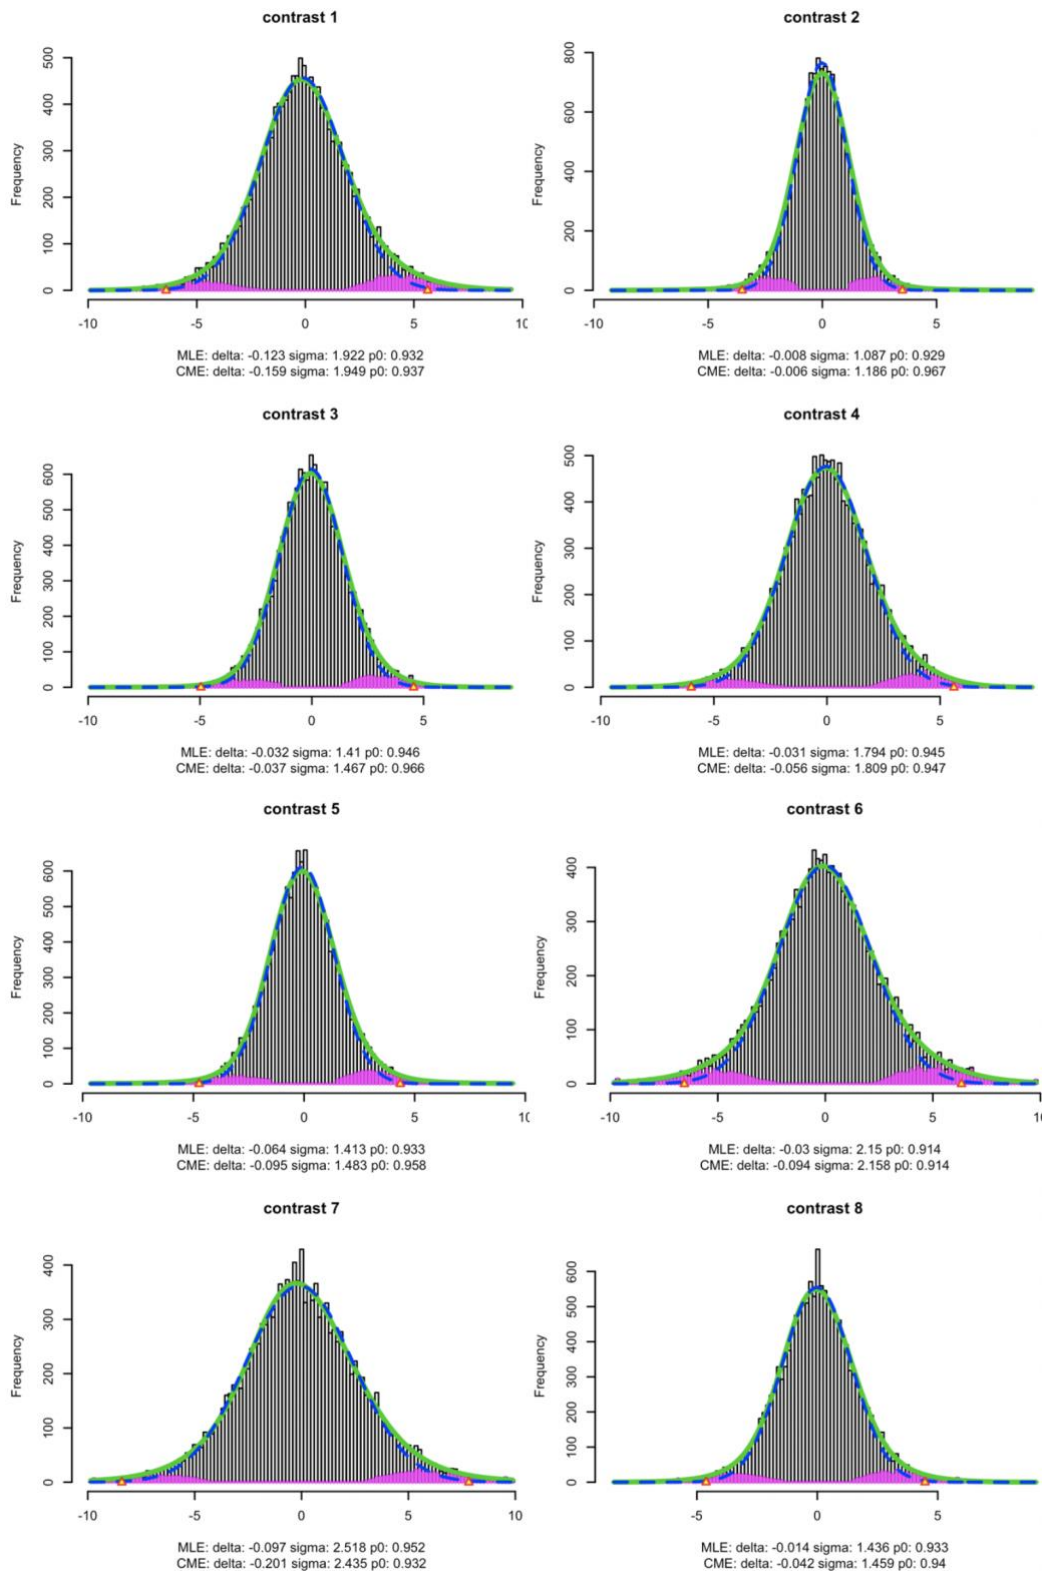 contrast 1
Frequency
0 100 200 300 400 500
-10 -5 0 5 10
MLE: delta: -0.123 sigma: 1.922 p0: 0.932
CME: delta: -0.159 sigma: 1.949 p0: 0.937
contrast 2
Frequency
0 200 400 600 800
-10 -5 0 5
MLE: delta: -0.008 sigma: 1.087 p0: 0.929
CME: delta: -0.006 sigma: 1.186 p0: 0.967
contrast 3
Frequency
0 100 200 300 400 500 600
-10 -5 0 5
MLE: delta: -0.032 sigma: 1.41 p0: 0.946
CME: delta: -0.037 sigma: 1.467 p0: 0.966
contrast 4
Frequency
0 100 200 300 400 500
-10 -5 0 5
MLE: delta: -0.031 sigma: 1.794 p0: 0.945
CME: delta: -0.056 sigma: 1.809 p0: 0.947
contrast 5
Frequency
0 100 200 300 400 500 600
-10 -5 0 5 10
MLE: delta: -0.064 sigma: 1.413 p0: 0.933
CME: delta: -0.095 sigma: 1.483 p0: 0.958
contrast 6
Frequency
0 100 200 300 400
-10 -5 0 5 10
MLE: delta: -0.03 sigma: 2.15 p0: 0.914
CME: delta: -0.094 sigma: 2.158 p0: 0.914
contrast 7
Frequency
0 100 200 300 400
-10 -5 0 5 10
MLE: delta: -0.097 sigma: 2.518 p0: 0.952
CME: delta: -0.201 sigma: 2.435 p0: 0.932
contrast 8
Frequency
0 100 200 300 400 500 600
-5 0 5
MLE: delta: -0.014 sigma: 1.436 p0: 0.933
CME: delta: -0.042 sigma: 1.459 p0: 0.94